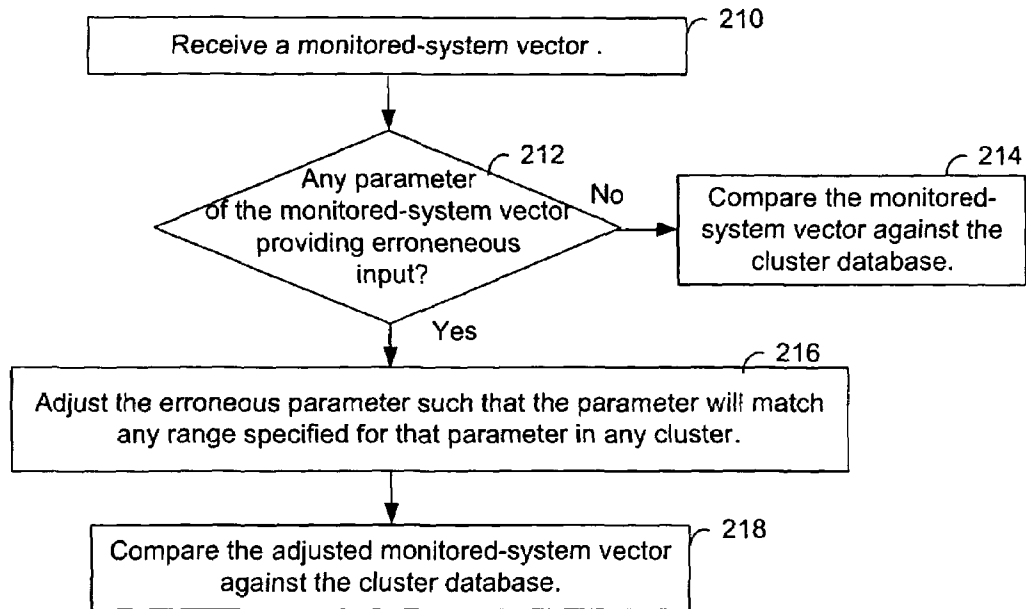 210
Receive a monitored-system vector .
212
Any parameter
of the monitored-system vector
providing erroneneous
input?
No
214
Compare the monitored-
system vector against the
cluster database.
Yes
216
Adjust the erroneous parameter such that the parameter will match
any range specified for that parameter in any cluster.
218
Compare the adjusted monitored-system vector
against the cluster database.